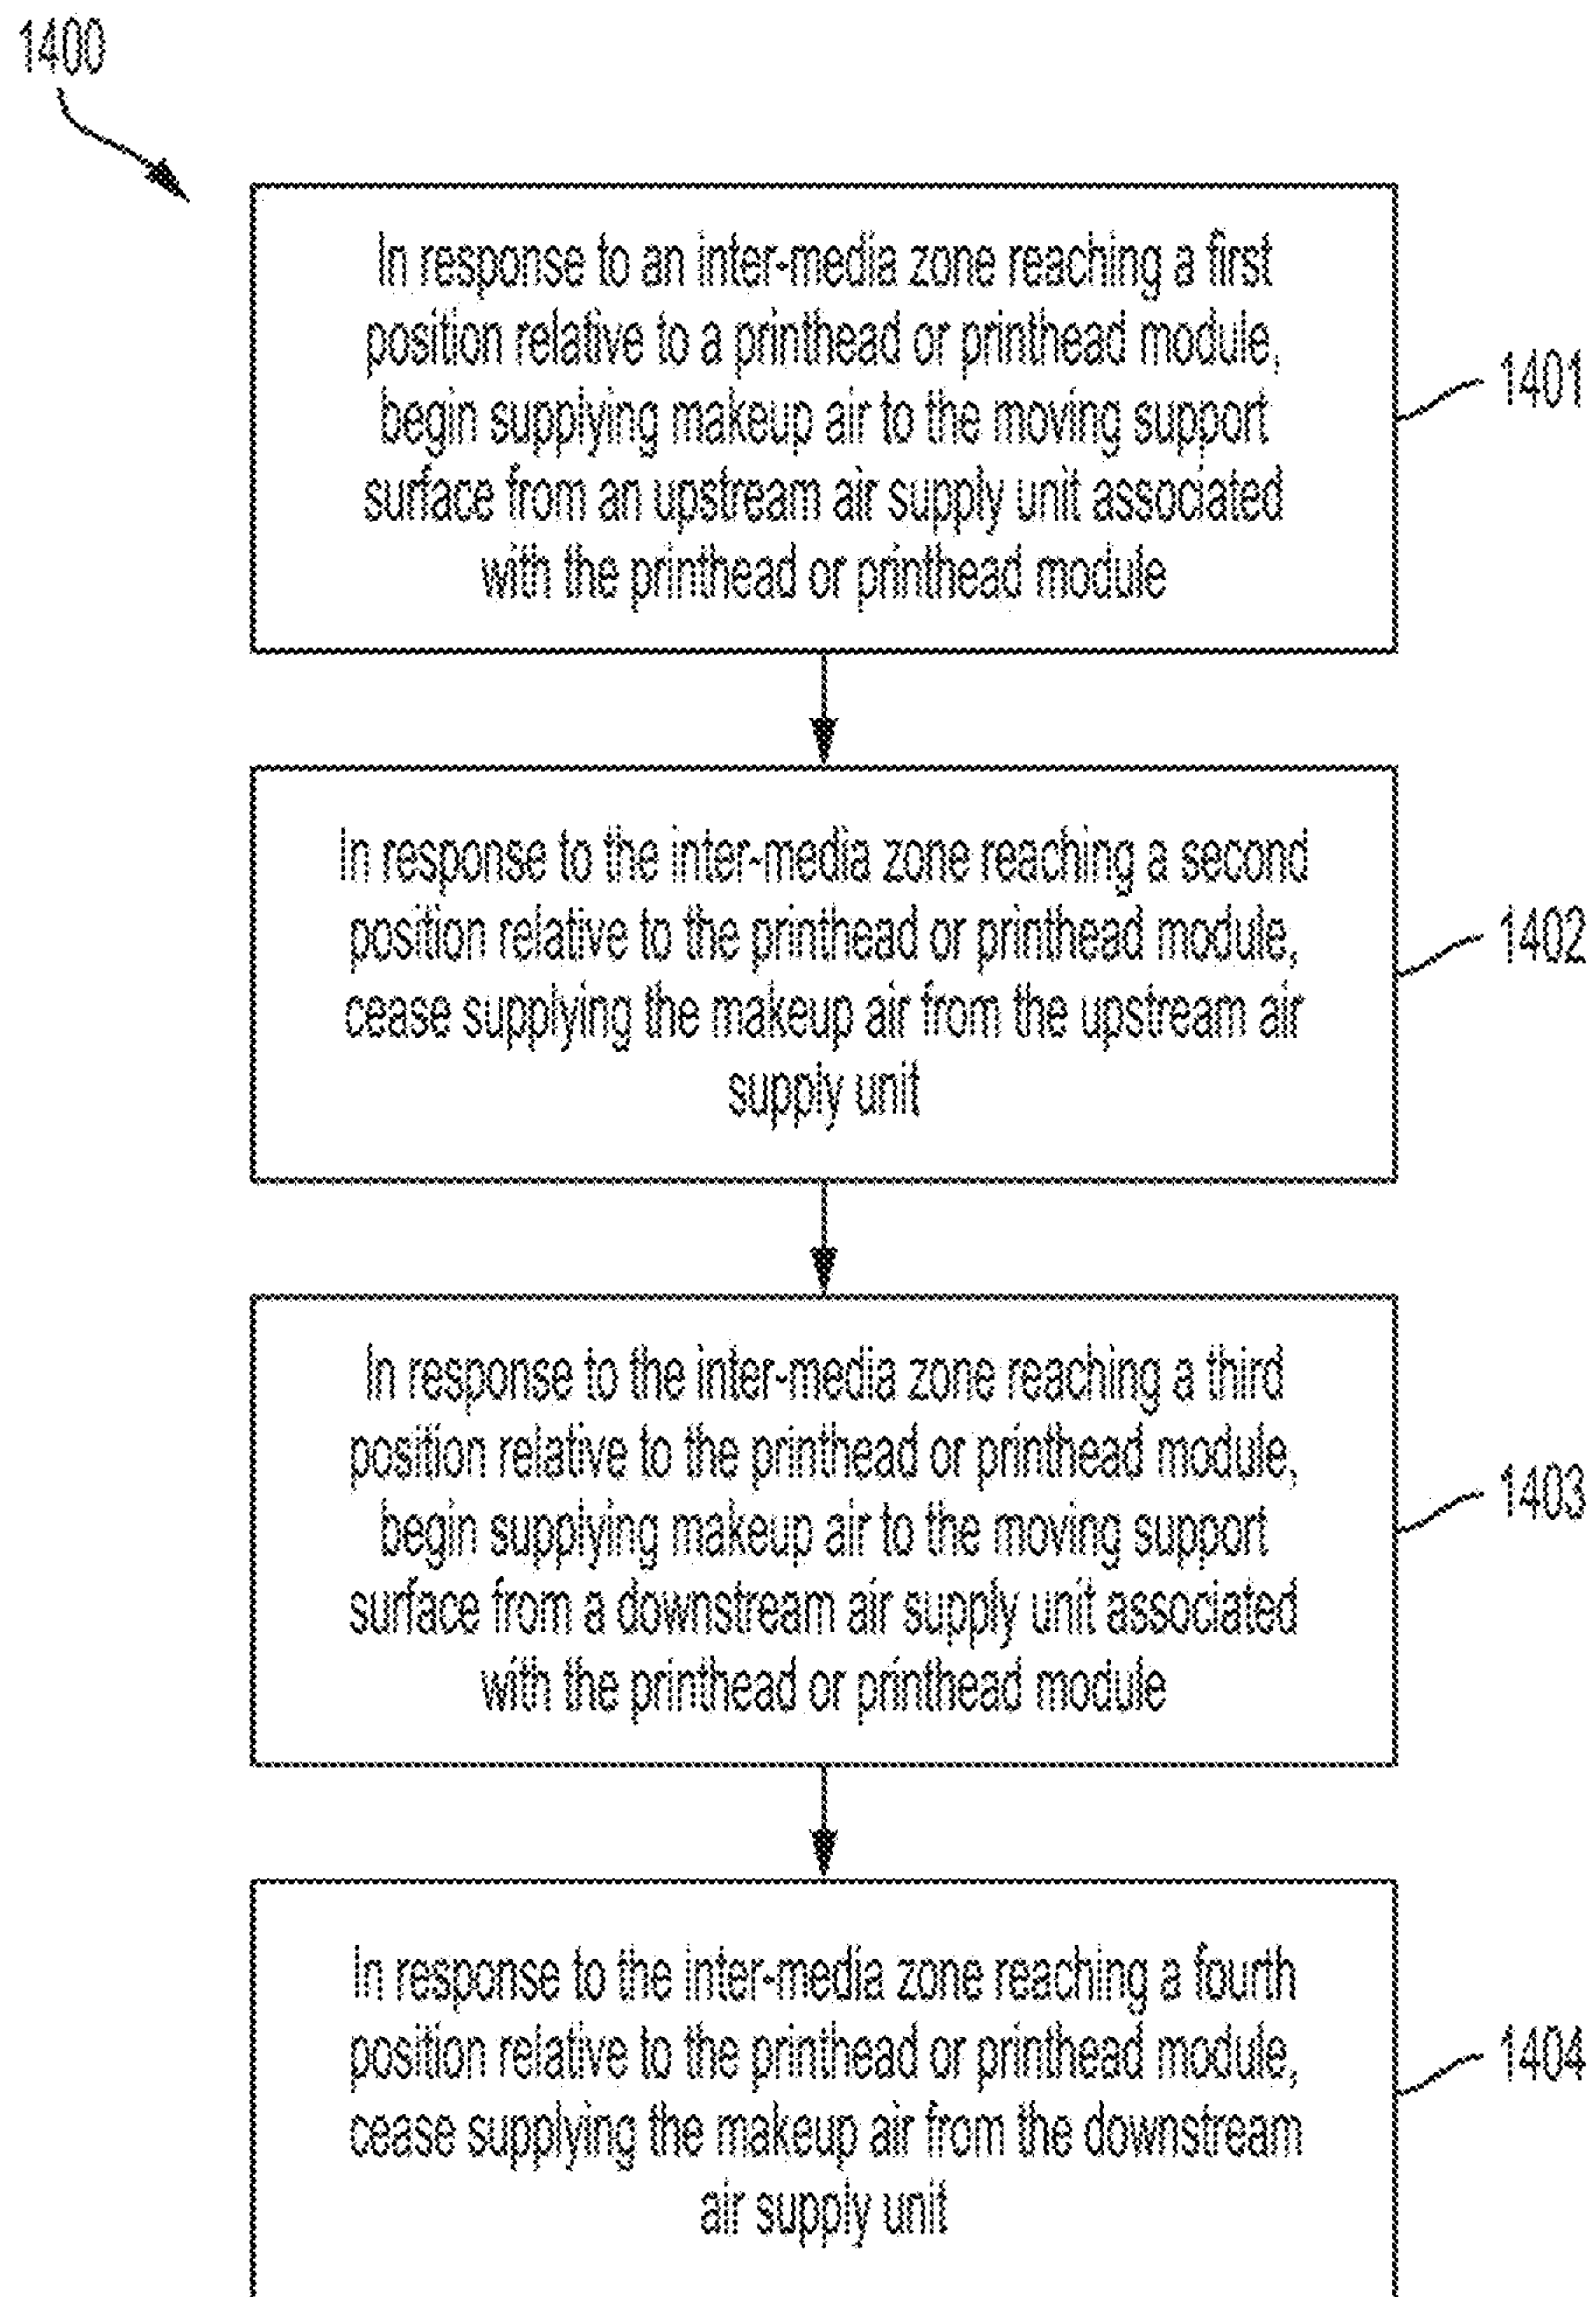 1400
In response to an inter-media zone reaching a first
position relative to a printhead or printhead module,
begin supplying makeup air to the moving support
surface from an upstream air supply unit associated
with the printhead or printhead module
1401
In response to the inter-media zone reaching a second
position relative to the printhead or printhead module,
cease supplying the makeup air from the upstream air
supply unit
1402
In response to the inter-media zone reaching a third
position relative to the printhead or printhead module,
begin supplying makeup air to the moving support
surface from a downstream air supply unit associated
with the printhead or printhead module
1403
In response to the inter-media zone reaching a fourth
position relative to the printhead or printhead module,
cease supplying the makeup air from the downstream
air supply unit
1404